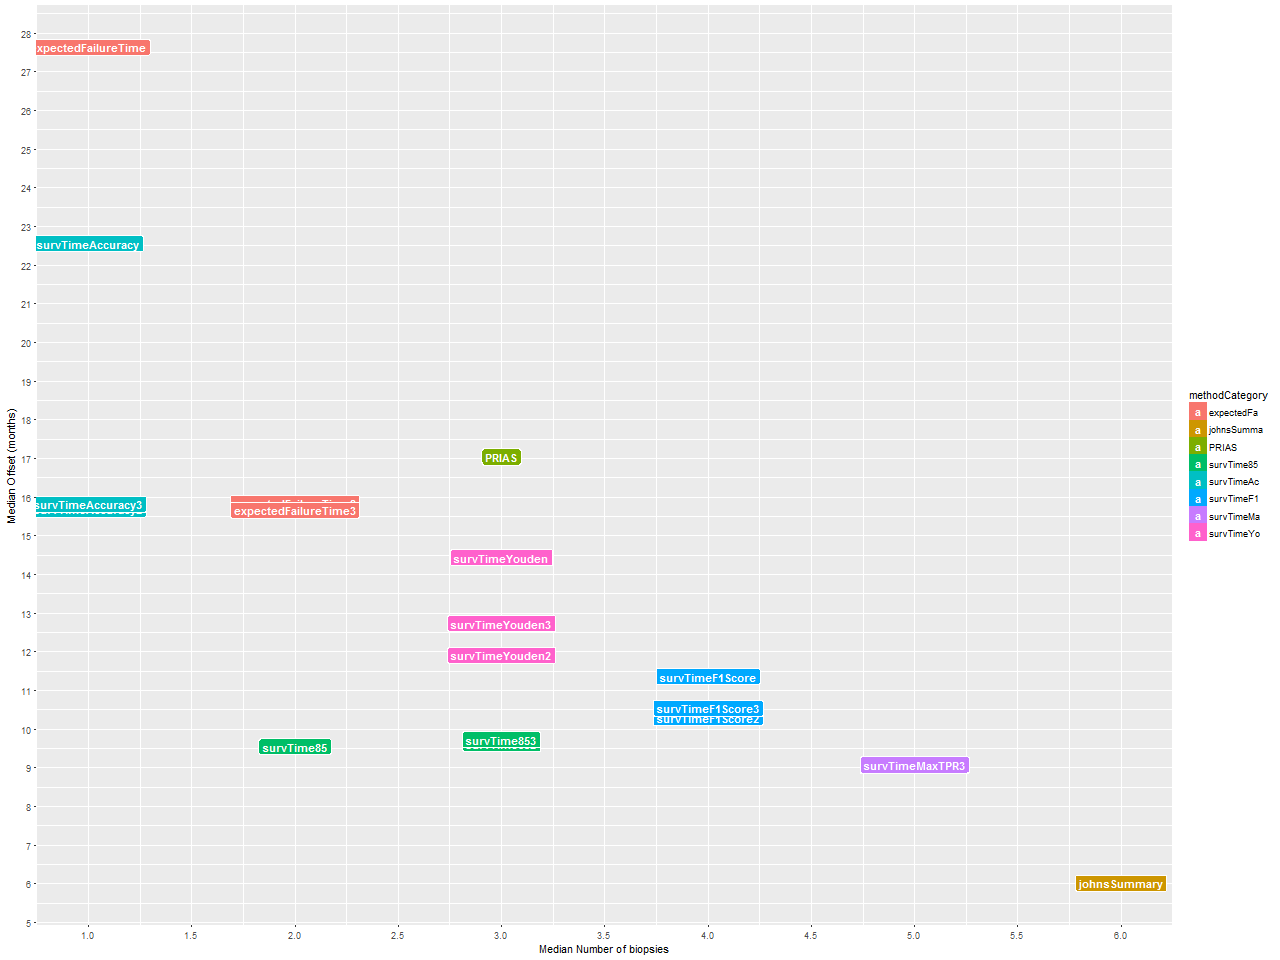 28
27
26
25
24
23
22
21
20
19
18
17
16
15
14
13
12
11
10
9
8
7
6
5
Median Offset (months)
xpectedFailureTime
survTimeAccuracy
PRIAS
survTimeAccuracy3
expectedFailureTime3
survTimeYouden
survTimeYouden3
survTimeYouden2
survTimeF1Score
survTimeF1Score3
survTimeF1Score2
survTime85
survTime853
survTimeMaxTPR3
johnsSummary
1.0 1.5 2.0 2.5 3.0 3.5 4.0 4.5 5.0 5.5 6.0
Median Number of biopsies
methodCategory
a expectedFa
a johnsSumma
a PRIAS
a survTime85
a survTimeAc
a survTimeF1
a survTimeMa
a survTimeYo